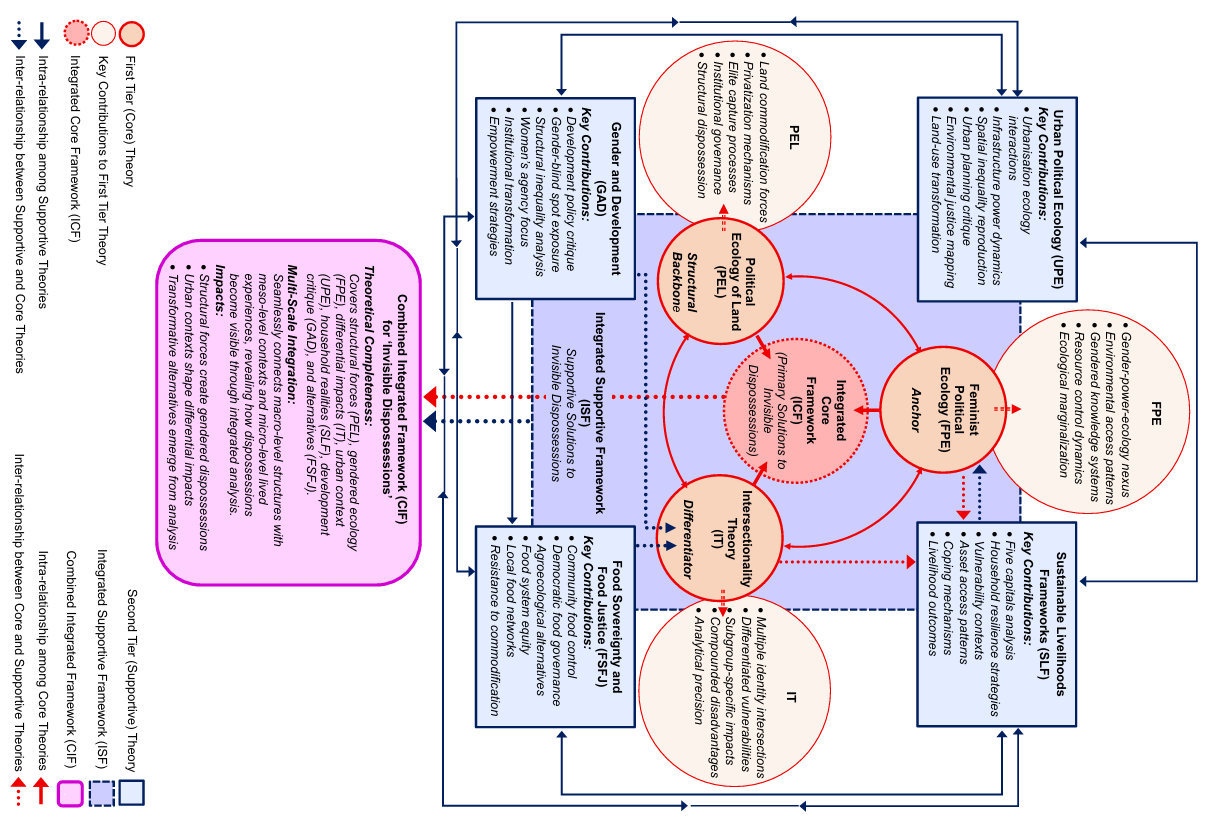 FPE
• Gender-power-ecology nexus
• Environmental access patterns
• Gendered knowledge systems
• Resource control dynamics
• Ecological marginalization
Urban Political Ecology (UPE)
Key Contributions:
• Urbanisation ecology
interactions
• Infrastructure power dynamics
• Spatial inequality reproduction
• Urban planning critique
• Environmental justice mapping
• Land-use transformation
Feminist
Political
Ecology (FPE)
Anchor
Sustainable Livelihoods
Frameworks (SLF)
Key Contributions:
• Five capitals analysis
• Household resilience strategies
• Vulnerability contexts
• Asset access patterns
• Coping mechanisms
• Livelihood outcomes
Integrated
Core
Framework
(ICF)
(Primary Solutions to
Invisible
Dispossessions)
PEL
• Land commodification forces
• Privatization mechanisms
• Elite capture processes
• Institutional governance
• Structural dispossession
Political
Ecology of Land
(PEL)
Structural
Backbone
Intersectionality
Theory
(IT)
Differentiator
IT
• Multiple identity intersections
• Differentiated vulnerabilities
• Subgroup-specific impacts
• Compounded disadvantages
• Analytical precision
Gender and Development
(GAD)
Key Contributions:
• Development policy critique
• Gender-blind spot exposure
• Structural inequality analysis
• Women's agency focus
• Institutional transformation
• Empowerment strategies
Integrated Supportive Framework
(ISF)
Supportive Solutions to
Invisible Dispossessions
Food Sovereignty and
Food Justice (FSFJ)
Key Contributions:
• Community food control
• Democratic food governance
• Agroecological alternatives
• Food system equity
• Local food networks
• Resistance to commodification
Combined Integrated Framework (CIF)
for 'Invisible Dispossessions'
Theoretical Completeness:
Covers structural forces (PEL), gendered ecology
(FPE), differential impacts (IT), urban context
(UPE), household realities (SLF), development
critique (GAD), and alternatives (FSFJ).
Multi-Scale Integration:
Seamlessly connects macro-level structures with
meso-level contexts and micro-level lived
experiences, revealing how dispossessions
become visible through integrated analysis.
Impacts:
• Structural forces create gendered dispossessions
• Urban contexts shape differential impacts
• Transformative alternatives emerge from analysis
First Tier (Core) Theory
Key Contributions to First Tier Theory
Integrated Core Framework (ICF)
Intra-relationship among Supportive Theories
Inter-relationship between Supportive and Core Theories
Second Tier (Supportive) Theory
Integrated Supportive Framework (ISF)
Combined Integrated Framework (CIF)
Intra-relationship among Core Theories
Inter-relationship between Core and Supportive Theories